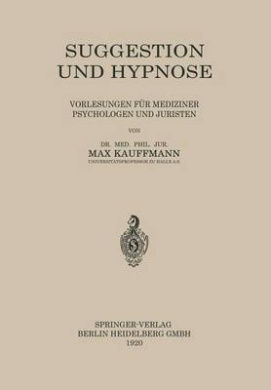 SUGGESTION
UND HYPNOSE
VORLESUNGEN FÜR MEDIZINER
PSYCHOLOGEN UND JURISTEN
VON
DR. MED. PHIL. JUR.
MAX KAUFFMANN
UNIVERSITÄTSPROFESSOR ZU HALLE A.S.
SPRINGER-VERLAG
BERLIN HEIDELBERG GMBH
1920